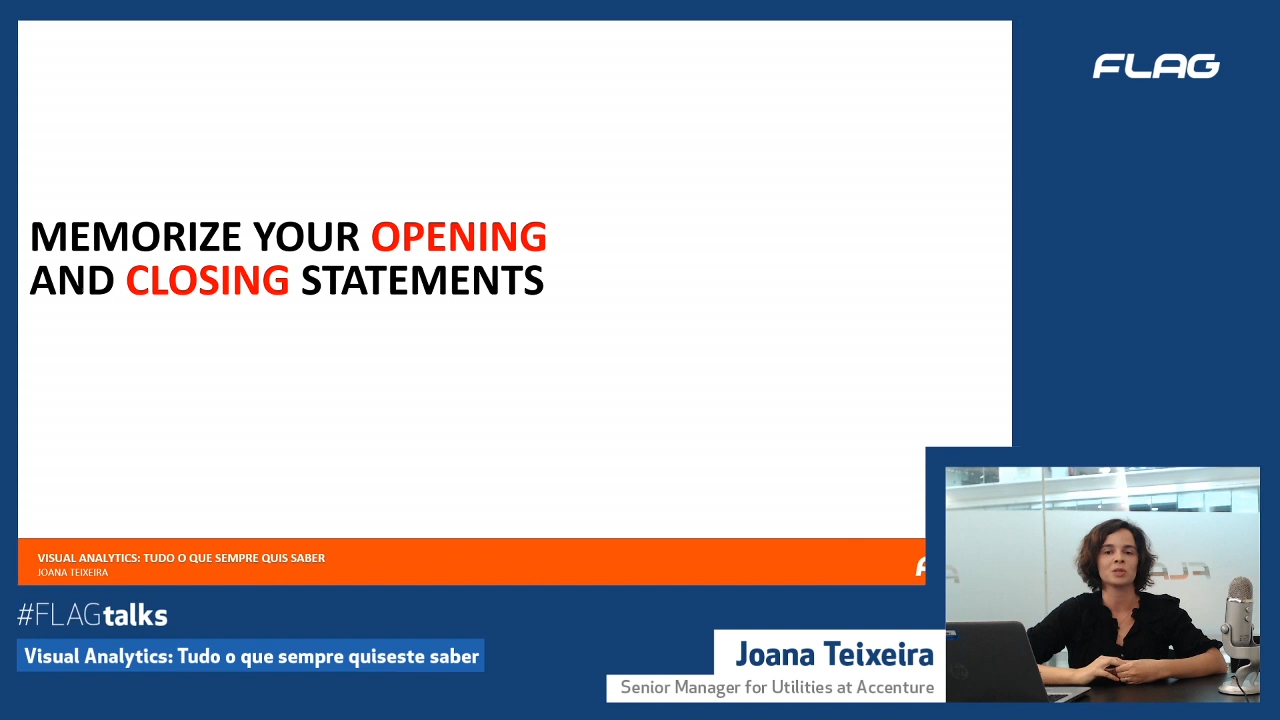 FLAG
MEMORIZE YOUR OPENING
AND CLOSING STATEMENTS
VISUAL ANALYTICS: TUDO O QUE SEMPRE QUIS SABER
JOANA TEIXEIRA
#FLAGtalks
Visual Analytics: Tudo o que sempre quiseste saber
Joana Teixeira
Senior Manager for Utilities at Accenture